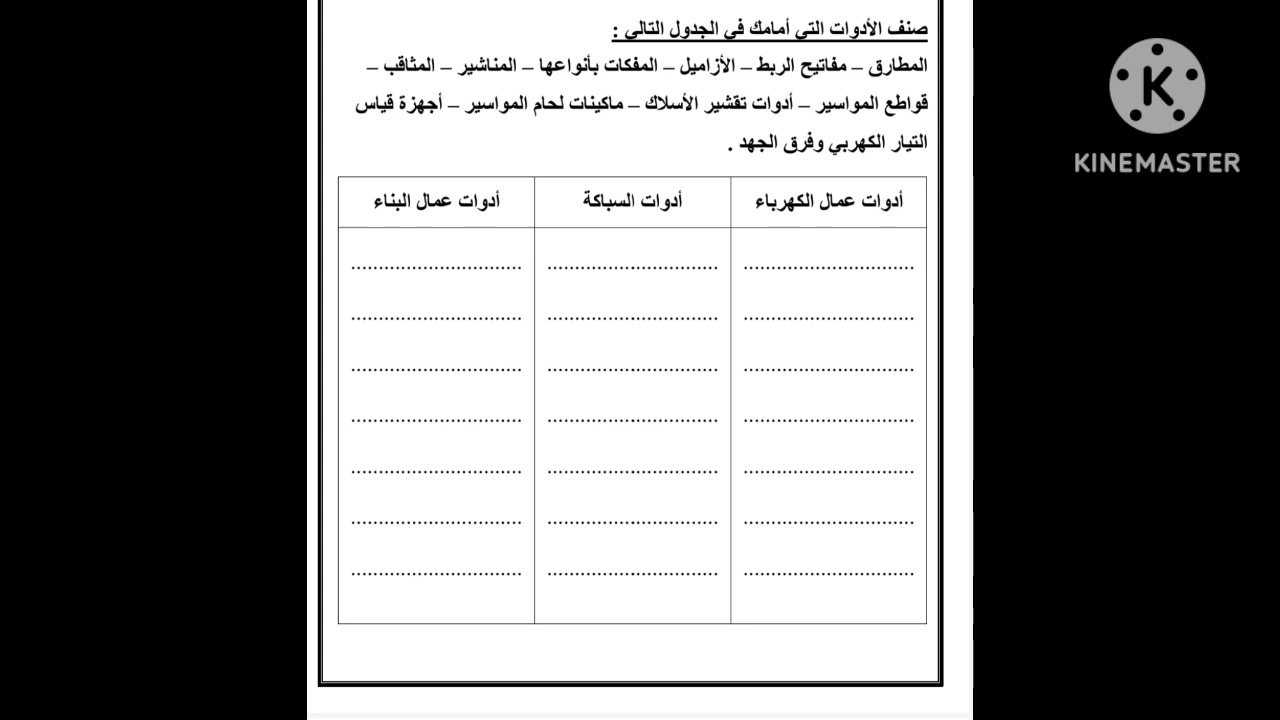 صنف الأدوات التي أمامك في الجدول التالي :
المطارق – مفاتيح الربط – الأزاميل – المفكات بأنواعها – المناشير – المثاقب –
قواطع المواسير – أدوات تقشير الأسلاك – ماكينات لحام المواسير – أجهزة قياس
التيار الكهربي وفرق الجهد .
أدوات عمال الكهرباء
أدوات السباكة
أدوات عمال البناء
K
KINEMASTER